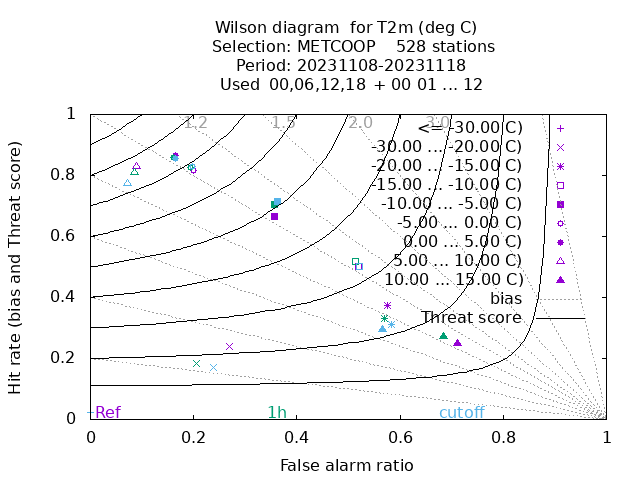 Wilson diagram  for T2m (deg C)
Selection: METCOOP    528 stations
Period: 20231108-20231118
Used  00,06,12,18 + 00 01 ... 12
1.2 1.5 2.0 3.0
<= -30.00 C)
-30.00 ... -20.00 C)
-20.00 ... -15.00 C)
-15.00 ... -10.00 C)
-10.00 ... -5.00 C)
-5.00 ... 0.00 C)
0.00 ... 5.00 C)
5.00 ... 10.00 C)
10.00 ... 15.00 C)
bias
Threat score
Hit rate (bias and Threat score)
1
0.8
0.6
0.4
0.2
0
Ref 1h cutoff
0 0.2 0.4 0.6 0.8 1
False alarm ratio